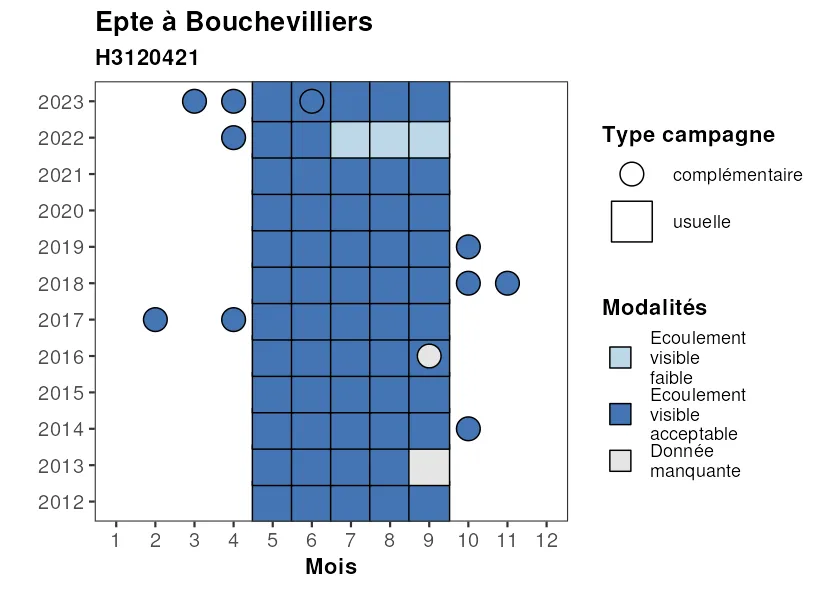 Epte à Bouchevilliers
H3120421
2023
2022
2021
2020
2019
2018
2017
2016
2015
2014
2013
2012
1 2 3 4 5 6 7 8 9 10 11 12
Mois
Type campagne
complémentaire
usuelle
Modalités
Ecoulement
visible
faible
Ecoulement
visible
acceptable
Donnée
manquante